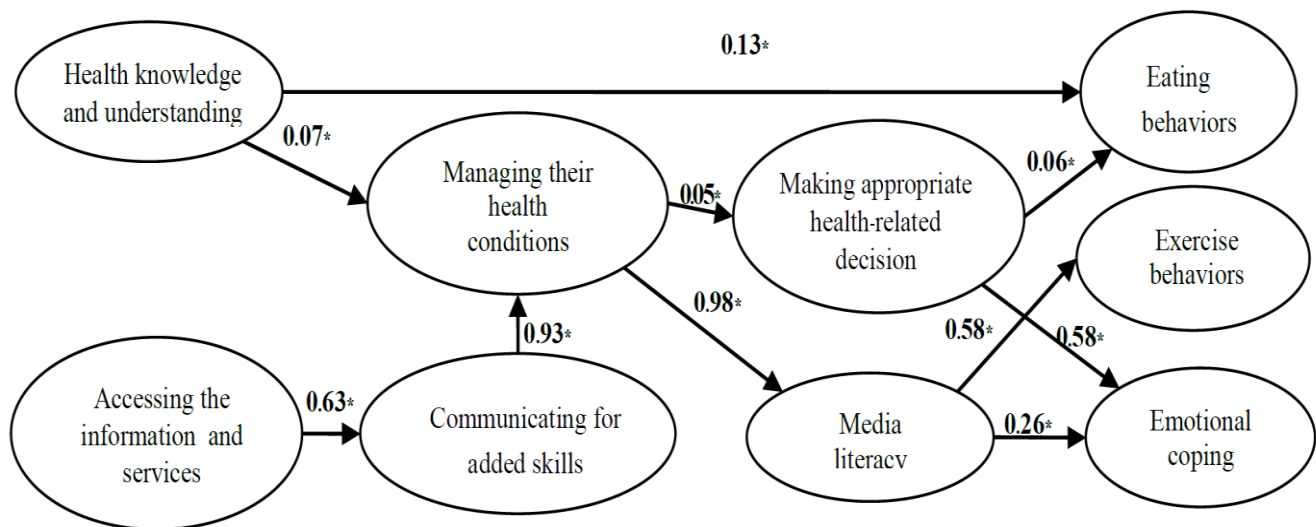 Health knowledge
and understanding
0.13*
Eating
behaviors
0.07*
Managing their
health
conditions
0.05*
Making appropriate
health-related
decision
0.06*
Exercise
behaviors
0.98*
0.93*
0.58*
0.58*
Accessing the
information and
services
0.63*
Communicating for
added skills
Media
literacy
0.26*
Emotional
coping